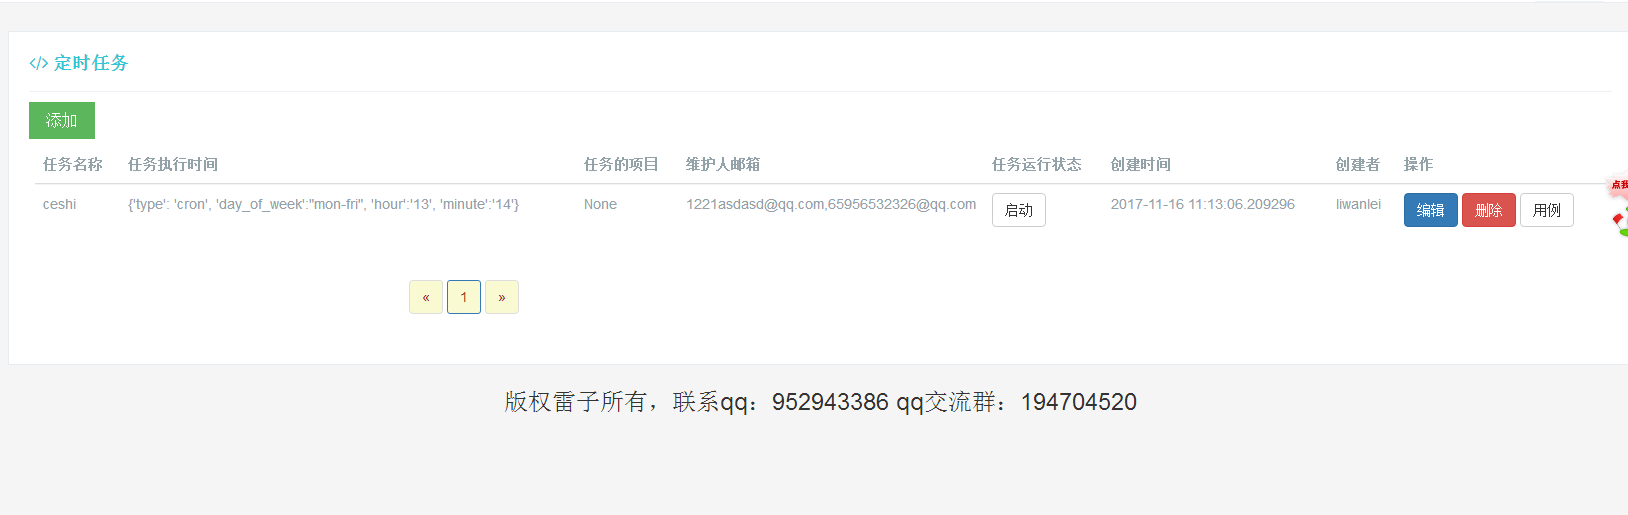 </> 定时任务
添加
任务名称 任务执行时间 任务的项目 维护人邮箱 任务运行状态 创建时间 创建者 操作
ceshi {'type': 'cron', 'day_of_week':"mon-fri", 'hour':'13', 'minute':'14'} None 1221asdasd@qq.com,65956532326@qq.com 启动 2017-11-16 11:13:06.209296 liwanlei 编辑 删除 用例
点我
« 1 »
版权雷子所有，联系qq：952943386 qq交流群：194704520